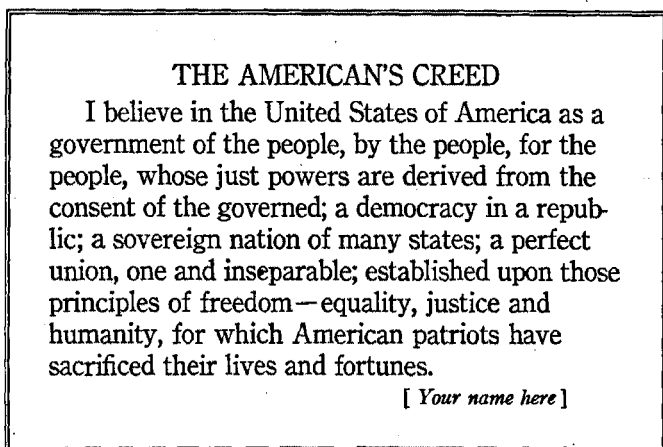 THE AMERICAN'S CREED
I believe in the United States of America as a
government of the people, by the people, for the
people, whose just powers are derived from the
consent of the governed; a democracy in a repub-
lic; a sovereign nation of many states; a perfect
union, one and inseparable; established upon those
principles of freedom—equality, justice and
humanity, for which American patriots have
sacrificed their lives and fortunes.
[ Your name here ]